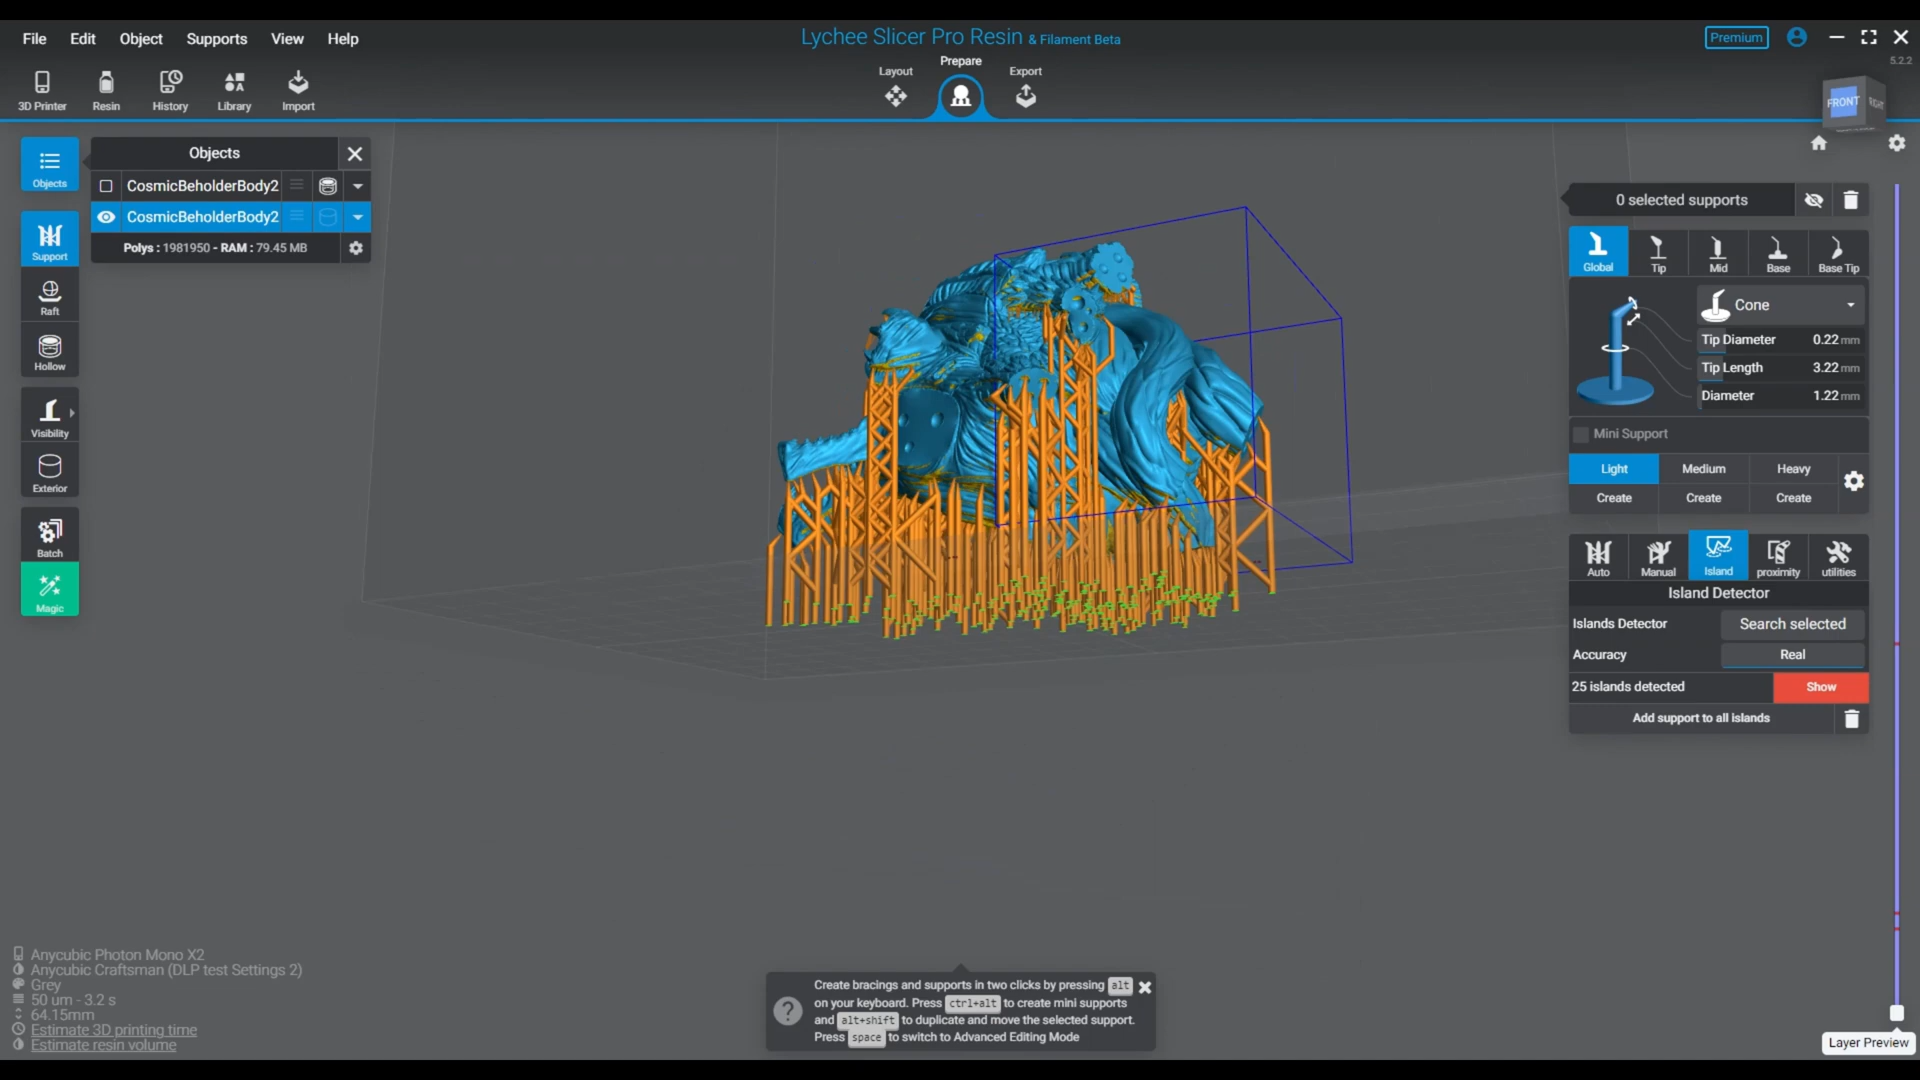 File Edit Object Supports View Help
Lychee Slicer Pro Resin & Filament Beta
Premium
5.2.2
3D Printer Resin History Library Import
Layout Prepare Export
FRONT RIGHT
Objects
Objects
CosmicBeholderBody2
CosmicBeholderBody2
Polys : 1981950 - RAM : 79.45 MB
Support
Raft
Hollow
Visibility
Exterior
Batch
Magic
0 selected supports
Global Tip Mid Base Base Tip
Cone
Tip Diameter 0.22 mm
Tip Length 3.22 mm
Diameter 1.22 mm
Mini Support
Light Medium Heavy
Create Create Create
Auto Manual Island proximity utilities
Island Detector
Islands Detector Search selected
Accuracy Real
25 islands detected Show
Add support to all islands
Anycubic Photon Mono X2
Anycubic Craftsman (DLP test Settings 2)
Grey
50 um - 3.2 s
64.15mm
Estimate 3D printing time
Estimate resin volume
Create bracings and supports in two clicks by pressing alt
on your keyboard. Press ctrl+alt to create mini supports
and alt+shift to duplicate and move the selected support.
Press space to switch to Advanced Editing Mode
Layer Preview